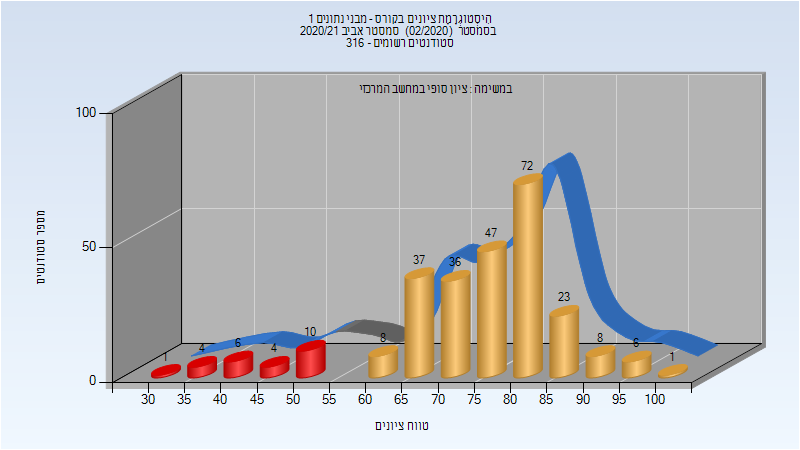 היסטוגרמת ציונים בקורס - מבני נתונים 1
בסמסטר (02/2020) סמסטר אביב 2020/21
סטודנטים רשומים - 316
במשימה : ציון סופי במחשב המרכזי
מספר סטודנטים
100
50
0
1
4
6
4
10
8
37
36
47
72
23
8
6
1
30 35 40 45 50 55 60 65 70 75 80 85 90 95 100
טווח ציונים